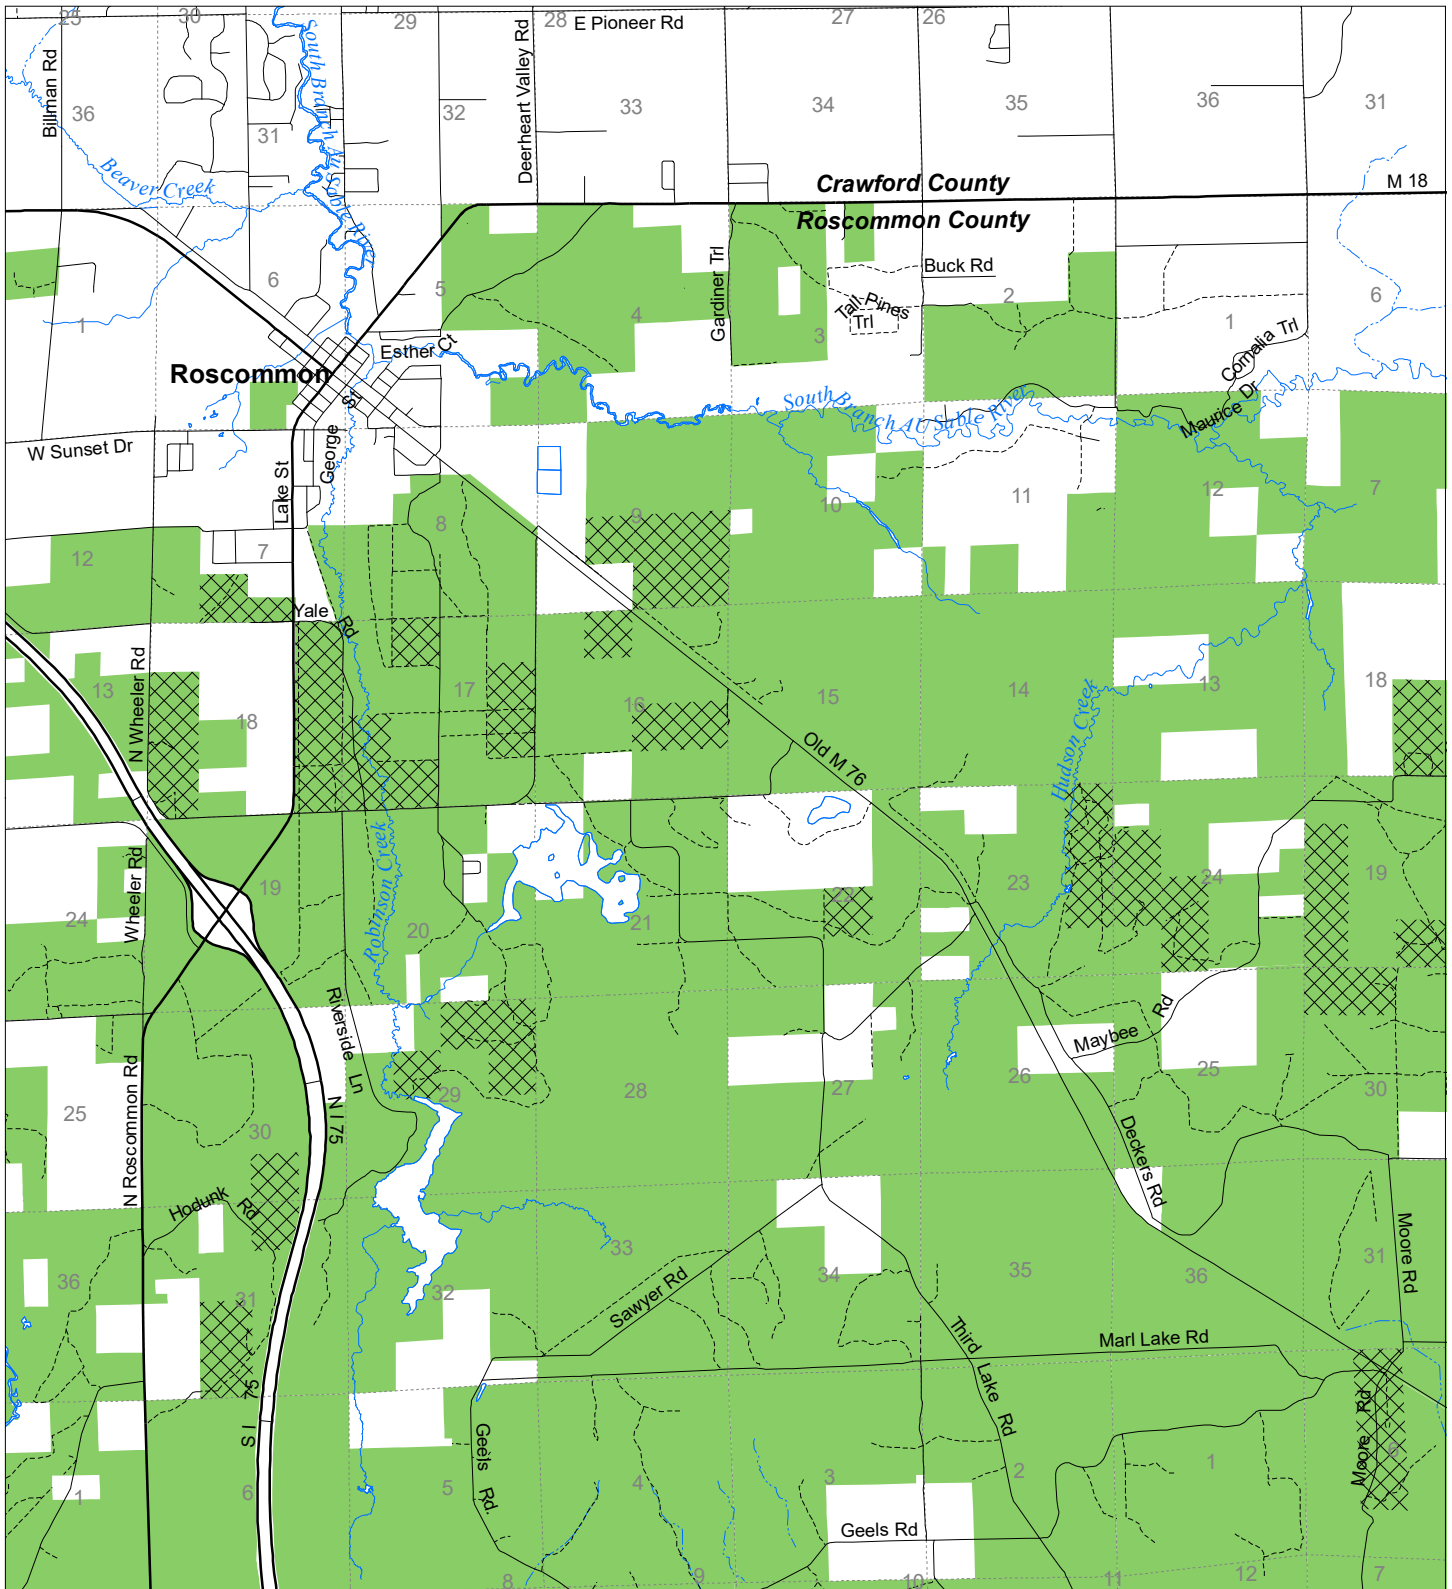 25
30
29
28
E Pioneer Rd
27
26
Billman Rd
36
31
South Branch Au Sable River
32
Deerheart Valley Rd
33
34
35
36
31
Beaver Creek
Crawford County
M 18
Roscommon County
6
5
4
Gardiner Trl
3
Buck Rd
2
1
6
1
Tall Pines
Trl
Cornalia Trl
Esther Ct
Roscommon
St
George
South Branch AU Sable River
Maurice Dr
W Sunset Dr
Lake St
12
7
8
9
10
11
12
7
Yale Rd
13
N Wheeler Rd
18
17
16
15
14
13
18
Old M 76
Hudson Creek
Robinson Creek
Wheeler Rd
24
19
20
21
22
23
24
19
Riverside Ln
Maybee Rd
N Roscommon Rd
25
30
N I 75
29
28
27
26
25
30
Deckers Rd
Hodunk Rd
36
31
32
33
34
35
36
31
Moore Rd
Sawyer Rd
Third Lake Rd
Marl Lake Rd
S I 75
Geels Rd.
Moore Rd
1
6
5
4
3
2
1
6
Geels Rd
8
9
10
11
12
7